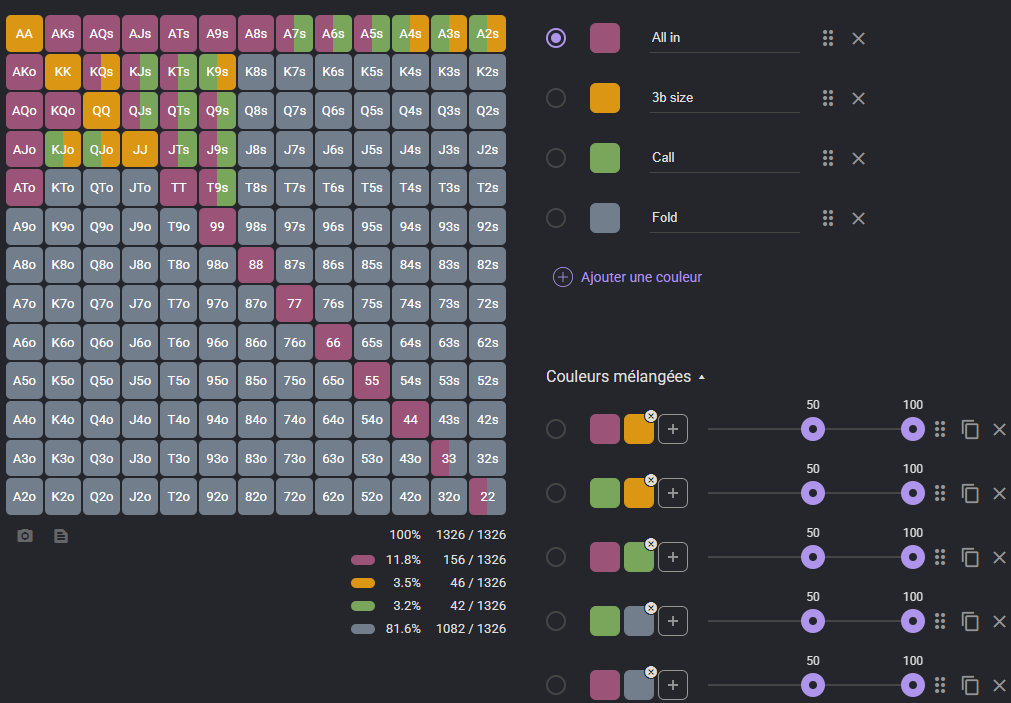 AA AKs AQs AJs ATs A9s A8s A7s A6s A5s A4s A3s A2s
AKo KK KQs KJs KTs K9s K8s K7s K6s K5s K4s K3s K2s
AQo KQo QQ QJs QTs Q9s Q8s Q7s Q6s Q5s Q4s Q3s Q2s
AJo KJo QJo JJ JTs J9s J8s J7s J6s J5s J4s J3s J2s
ATo KTo QTo JTo TT T9s T8s T7s T6s T5s T4s T3s T2s
A9o K9o Q9o J9o T9o 99 98s 97s 96s 95s 94s 93s 92s
A8o K8o Q8o J8o T8o 98o 88 87s 86s 85s 84s 83s 82s
A7o K7o Q7o J7o T7o 97o 87o 77 76s 75s 74s 73s 72s
A6o K6o Q6o J6o T6o 96o 86o 76o 66 65s 64s 63s 62s
A5o K5o Q5o J5o T5o 95o 85o 75o 65o 55 54s 53s 52s
A4o K4o Q4o J4o T4o 94o 84o 74o 64o 54o 44 43s 42s
A3o K3o Q3o J3o T3o 93o 83o 73o 63o 53o 43o 33 32s
A2o K2o Q2o J2o T2o 92o 82o 72o 62o 52o 42o 32o 22
100% 1326 / 1326
11.8% 156 / 1326
3.5% 46 / 1326
3.2% 42 / 1326
81.6% 1082 / 1326
All in
3b size
Call
Fold
Ajouter une couleur
Couleurs mélangées
50 100
50 100
50 100
50 100
50 100